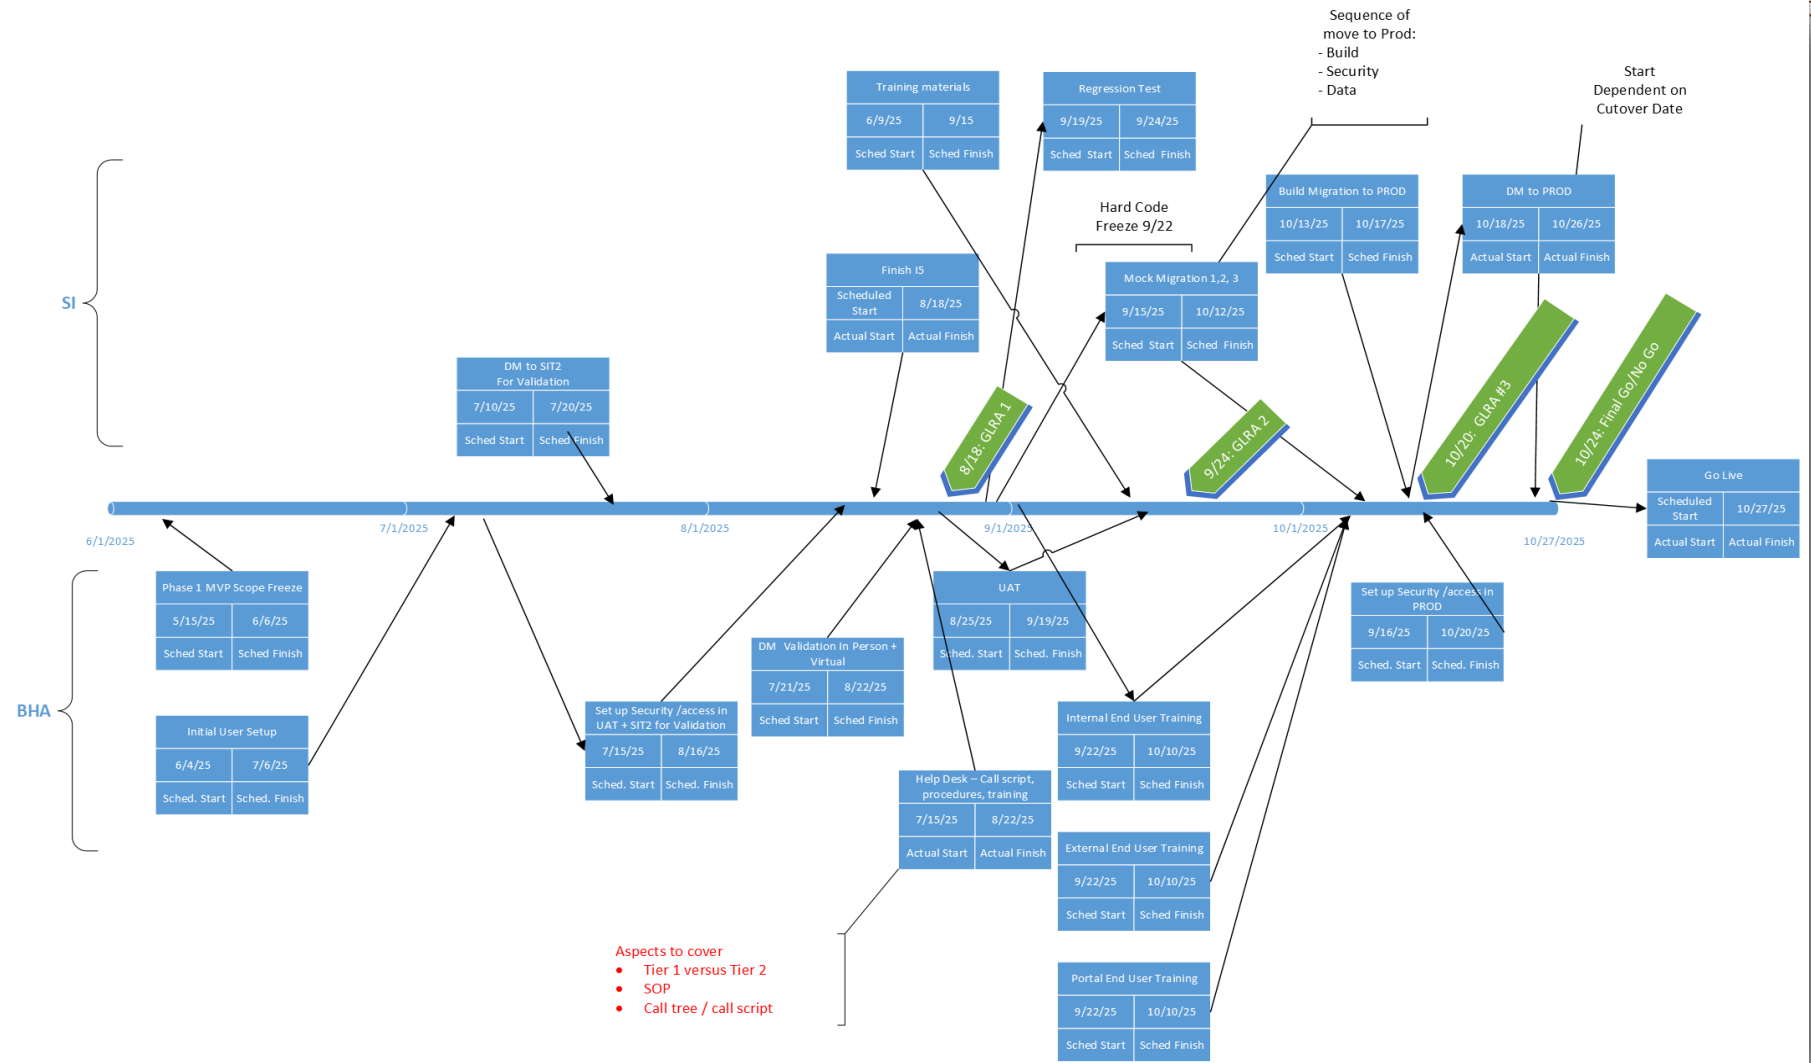 Sequence of
move to Prod:
- Build
- Security
- Data
Start
Dependent on
Cutover Date
Training materials
6/9/25
9/15
Sched Start
Sched Finish
Regression Test
9/19/25
9/24/25
Sched Start
Sched Finish
Hard Code
Freeze 9/22
Build Migration to PROD
10/13/25
10/17/25
Sched Start
Sched Finish
DM to PROD
10/18/25
10/26/25
Actual Start
Actual Finish
Finish I5
Scheduled
Start
8/18/25
Actual Start
Actual Finish
Mock Migration 1,2, 3
9/15/25
10/12/25
Sched Start
Sched Finish
SI
DM to SIT2
For Validation
7/10/25
7/20/25
Sched Start
Sched Finish
8/18: GLRA 1
9/24: GLRA 2
10/20: GLRA #3
10/24: Final Go/No Go
Go Live
Scheduled
Start
10/27/25
Actual Start
Actual Finish
6/1/2025
7/1/2025
8/1/2025
9/1/2025
10/1/2025
10/27/2025
Phase 1 MVP Scope Freeze
5/15/25
6/6/25
Sched Start
Sched Finish
UAT
8/25/25
9/19/25
Sched. Start
Sched. Finish
Set up Security /access in
PROD
9/16/25
10/20/25
Sched. Start
Sched. Finish
DM Validation In Person +
Virtual
7/21/25
8/22/25
Sched Start
Sched Finish
BHA
Initial User Setup
6/4/25
7/6/25
Sched. Start
Sched. Finish
Set up Security /access in
UAT + SIT2 for Validation
7/15/25
8/16/25
Sched. Start
Sched. Finish
Internal End User Training
9/22/25
10/10/25
Sched Start
Sched Finish
Help Desk – Call script,
procedures, training
7/15/25
8/22/25
Actual Start
Actual Finish
External End User Training
9/22/25
10/10/25
Sched Start
Sched Finish
Aspects to cover
• Tier 1 versus Tier 2
• SOP
• Call tree / call script
Portal End User Training
9/22/25
10/10/25
Sched Start
Sched Finish